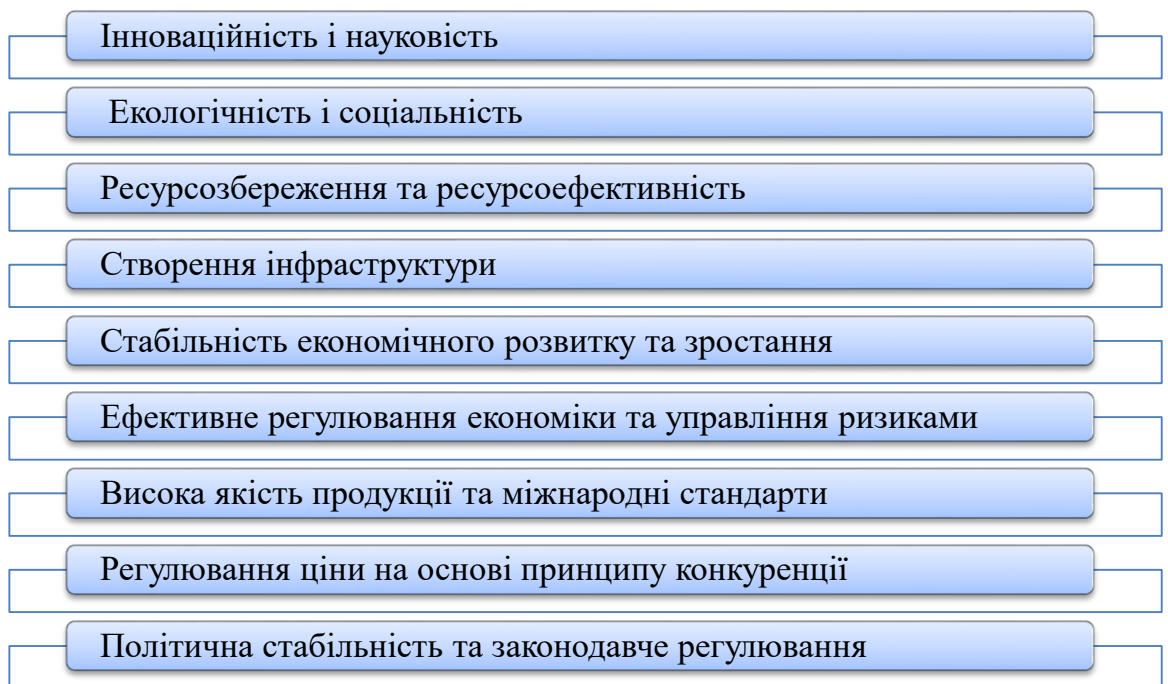 Інноваційність і науковість
Екологічність і соціальність
Ресурсозбереження та ресурсоефективність
Створення інфраструктури
Стабільність економічного розвитку та зростання
Ефективне регулювання економіки та управління ризиками
Висока якість продукції та міжнародні стандарти
Регулювання ціни на основі принципу конкуренції
Політична стабільність та законодавче регулювання